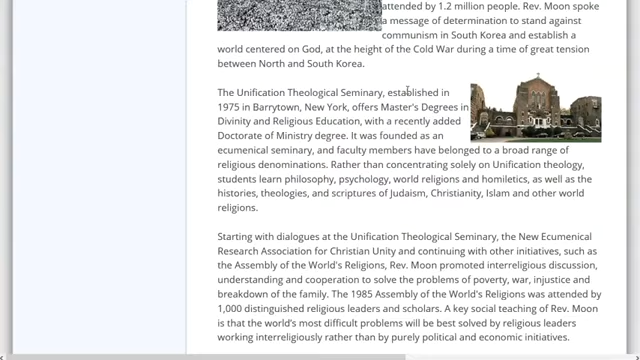 attended by 1.2 million people. Rev. Moon spoke
a message of determination to stand against
communism in South Korea and establish a
world centered on God, at the height of the Cold War during a time of great tension
between North and South Korea.
The Unification Theological Seminary, established in
1975 in Barrytown, New York, offers Master's Degrees in
Divinity and Religious Education, with a recently added
Doctorate of Ministry degree. It was founded as an
ecumenical seminary, and faculty members have belonged to a broad range of
religious denominations. Rather than concentrating solely on Unification theology,
students learn philosophy, psychology, world religions and homiletics, as well as the
histories, theologies, and scriptures of Judaism, Christianity, Islam and other world
religions.
Starting with dialogues at the Unification Theological Seminary, the New Ecumenical
Research Association for Christian Unity and continuing with other initiatives, such as
the Assembly of the World's Religions, Rev. Moon promoted interreligious discussion,
understanding and cooperation to solve the problems of poverty, war, injustice and
breakdown of the family. The 1985 Assembly of the World's Religions was attended by
1,000 distinguished religious leaders and scholars. A key social teaching of Rev. Moon
is that the world's most difficult problems will be best solved by religious leaders
working interreligiously rather than by purely political and economic initiatives.